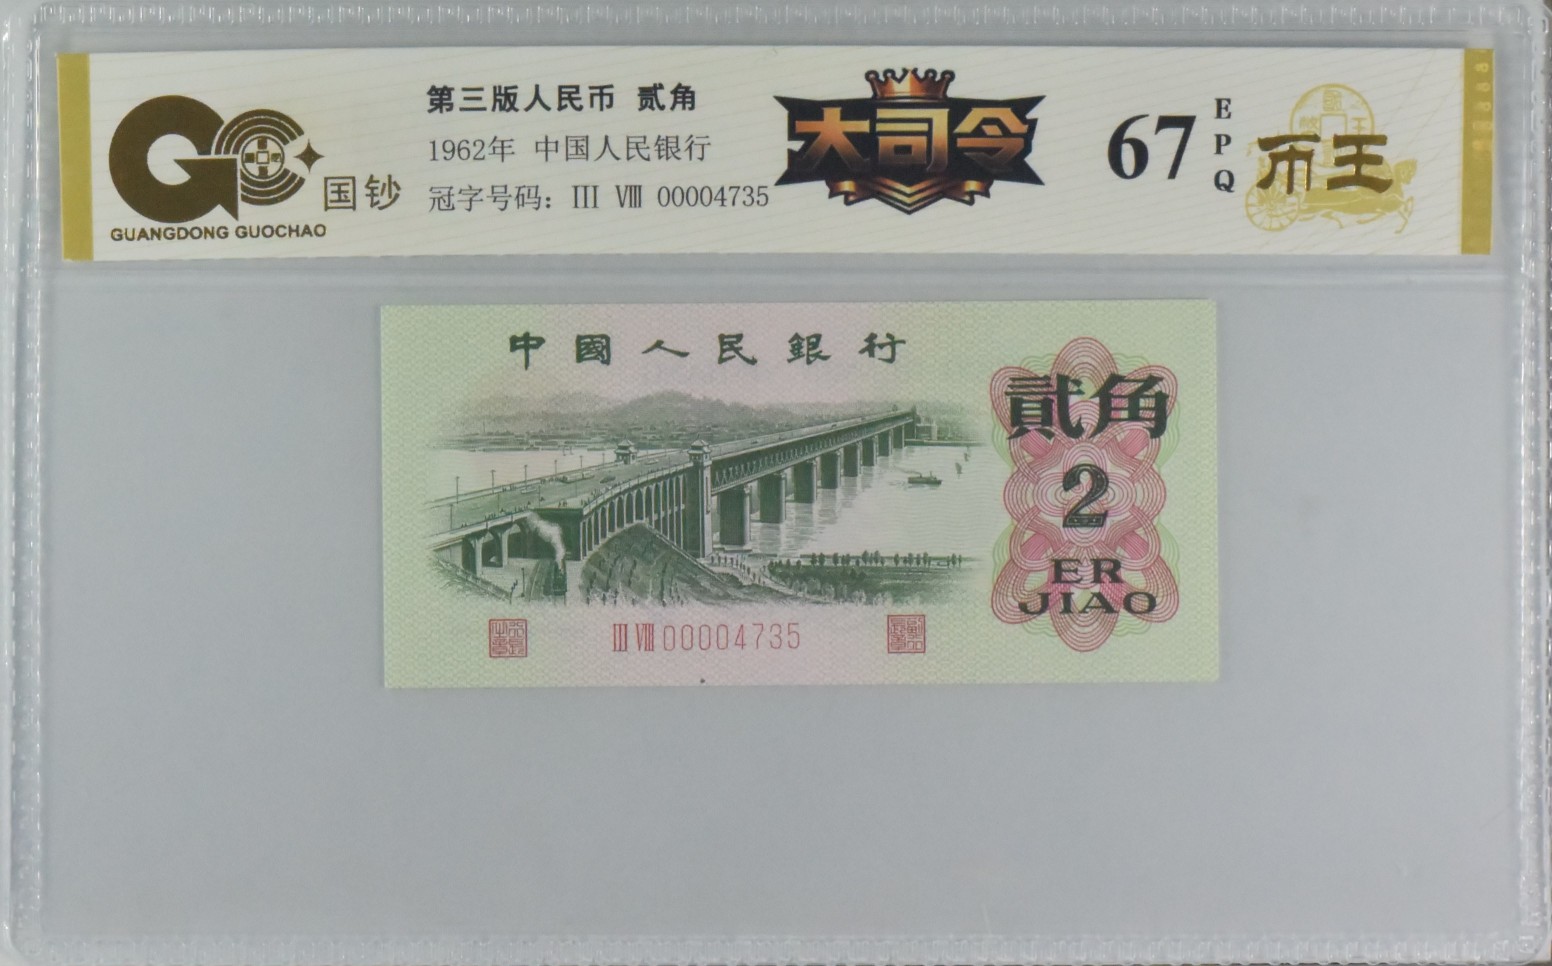 第三版人民币 贰角
1962年 中国人民银行
冠字号码：III VIII 00004735
国钞
GUANGDONG GUOCHAO
大司令
67
EPQ
币王
中國人民銀行
貳角
2
ER
JIAO
III VIII 00004735